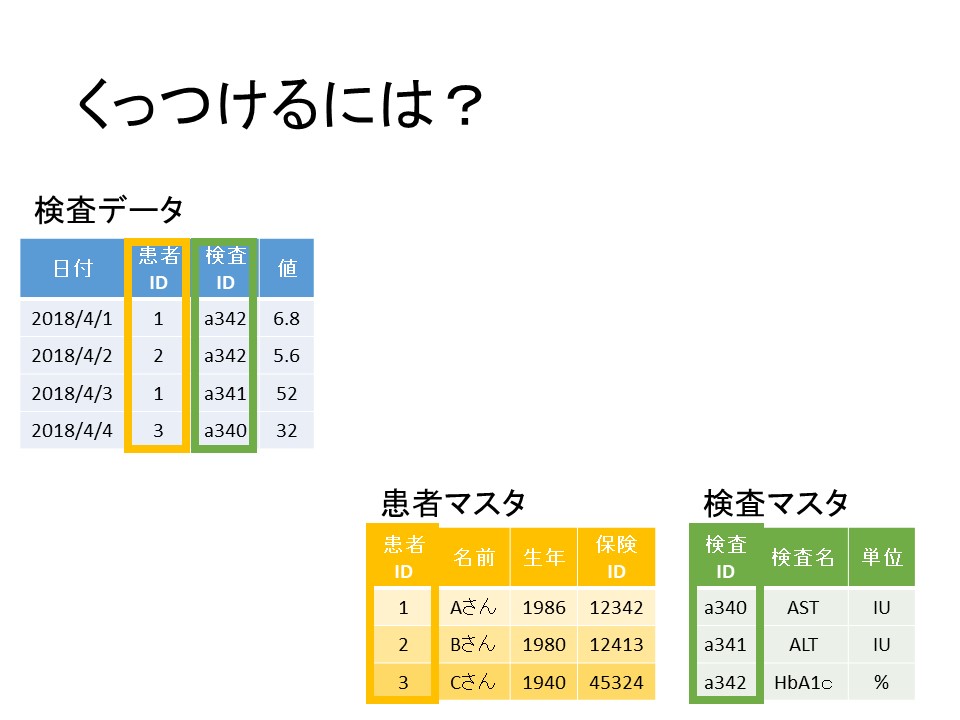 くっつけるには？
検査データ
日付 患者ID 検査ID 値
2018/4/1 1 a342 6.8
2018/4/2 2 a342 5.6
2018/4/3 1 a341 52
2018/4/4 3 a340 32
患者マスタ
患者ID 名前 生年 保険ID
1 Aさん 1986 12342
2 Bさん 1980 12413
3 Cさん 1940 45324
検査マスタ
検査ID 検査名 単位
a340 AST IU
a341 ALT IU
a342 HbA1c %